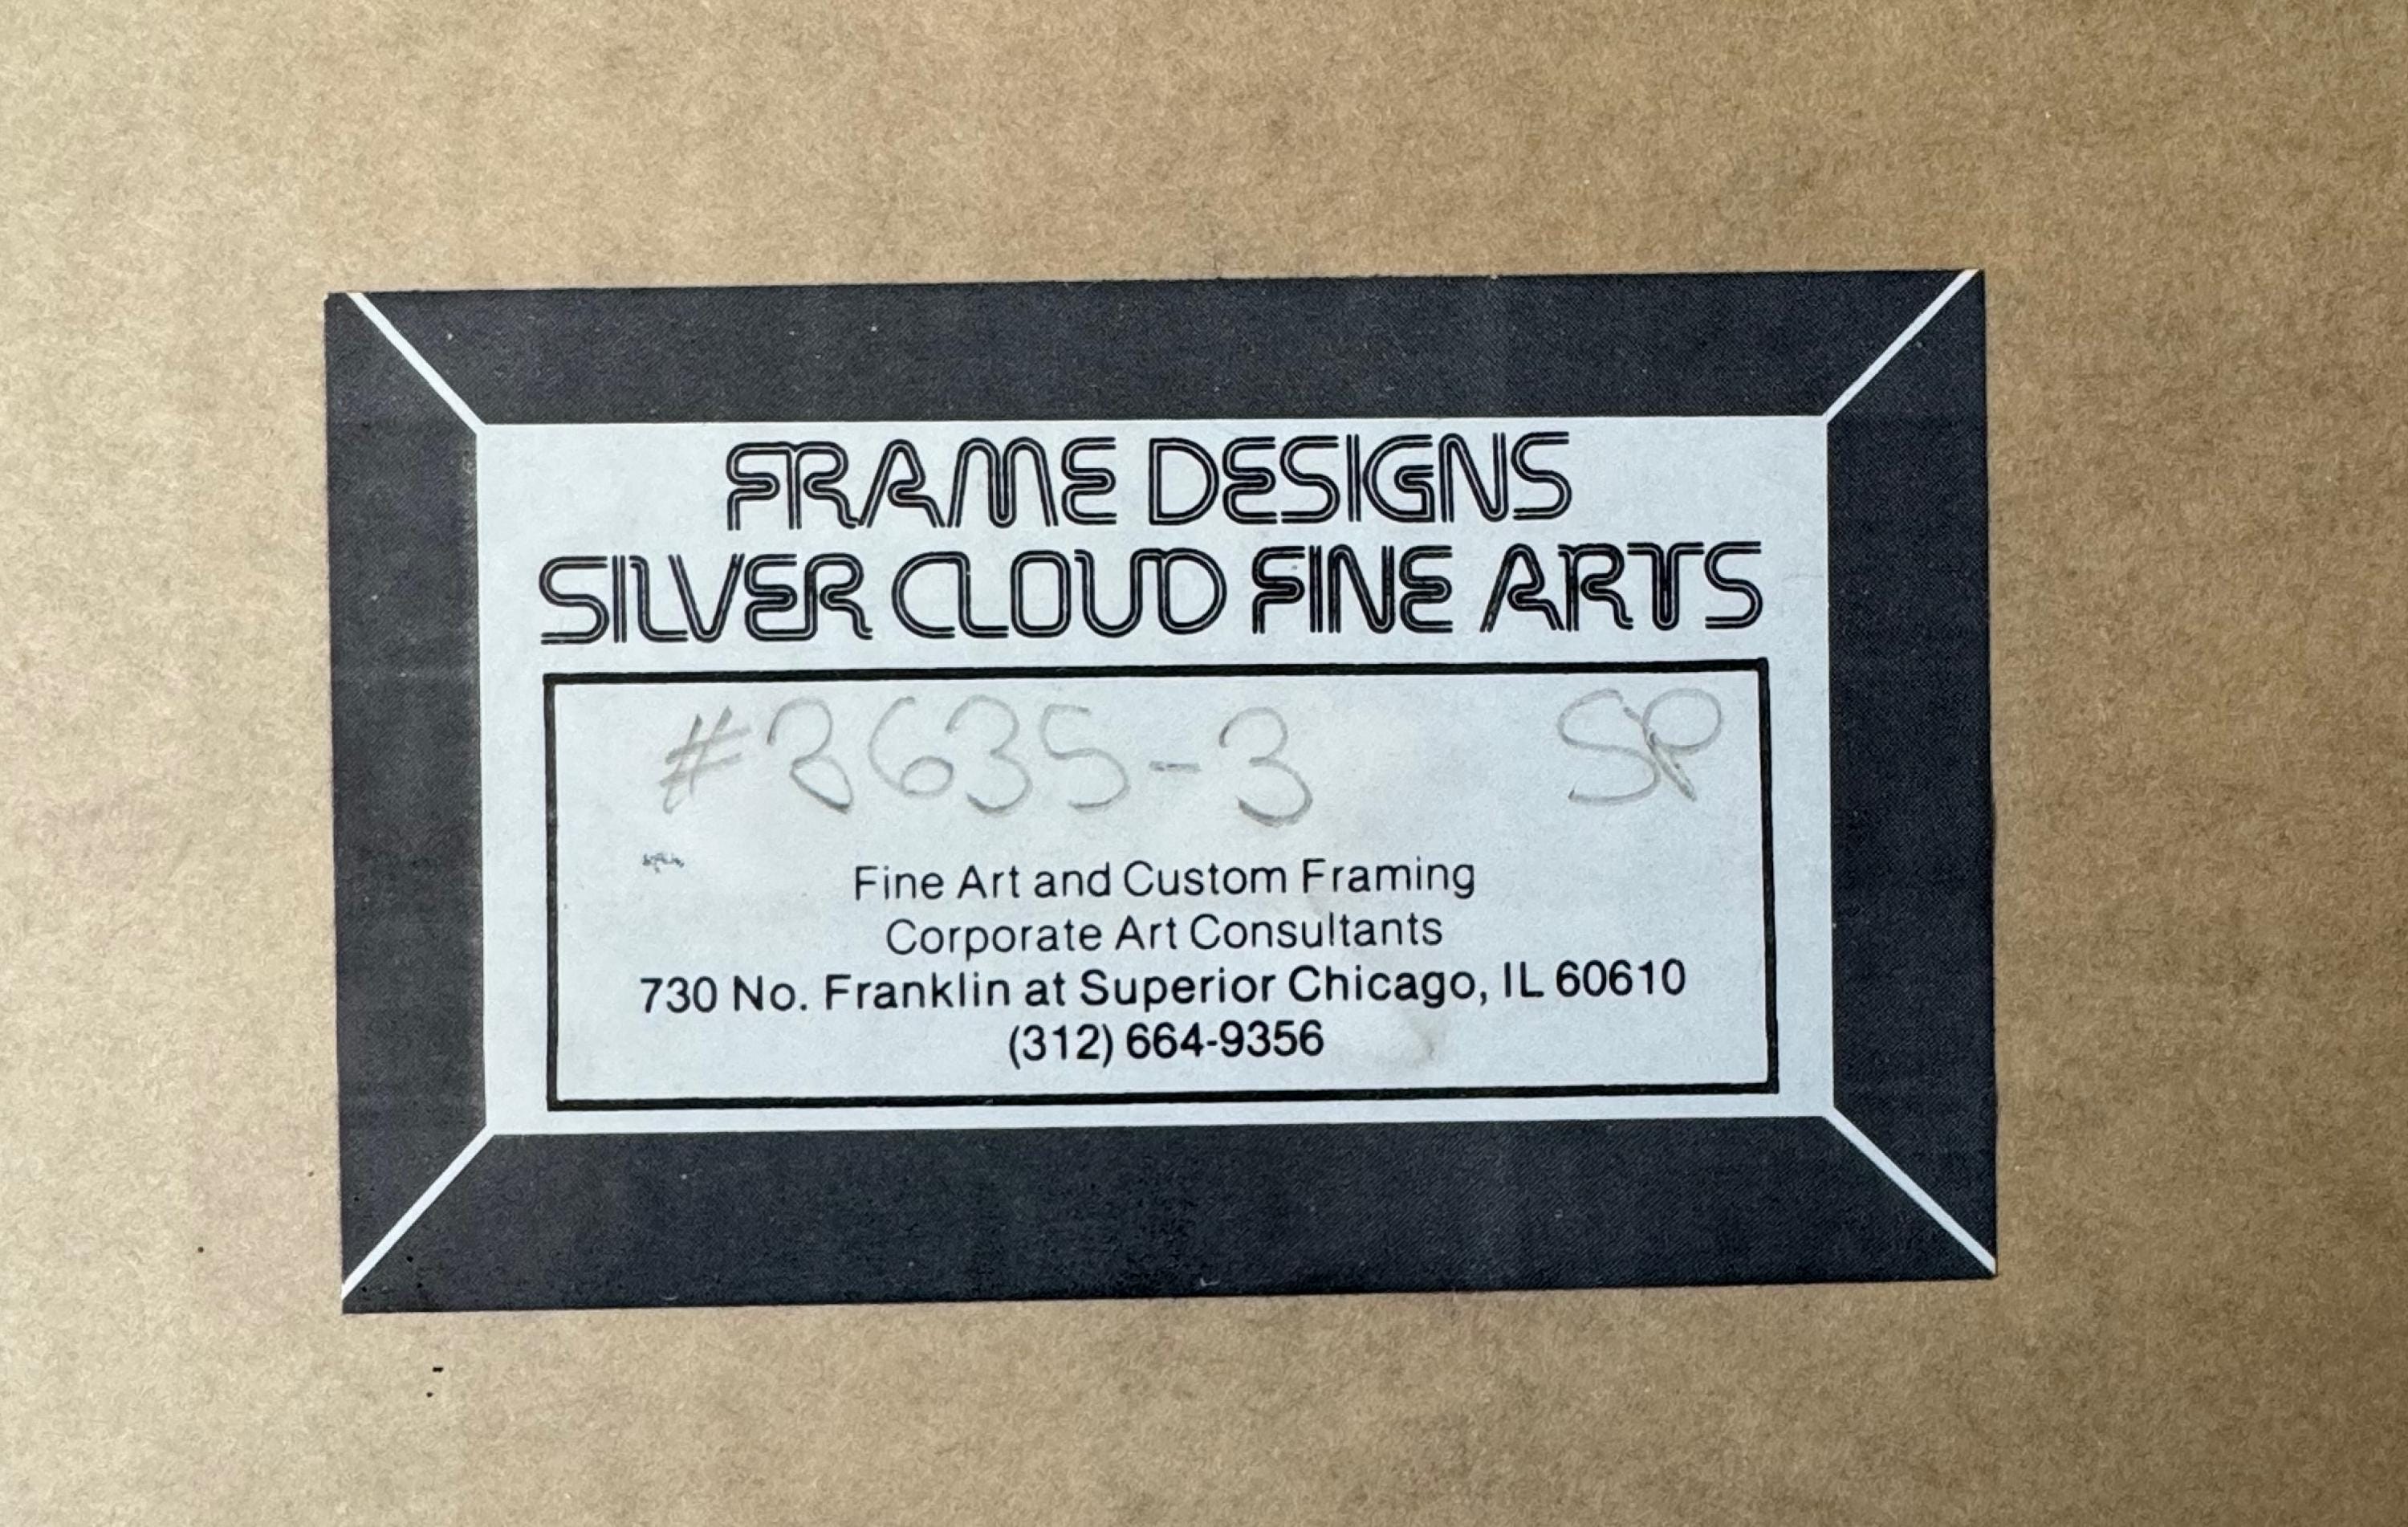 FRAME DESIGNS
SILVER CLOUD FINE ARTS
#8635-3 SP
Fine Art and Custom Framing
Corporate Art Consultants
730 No. Franklin at Superior Chicago, IL 60610
(312) 664-9356